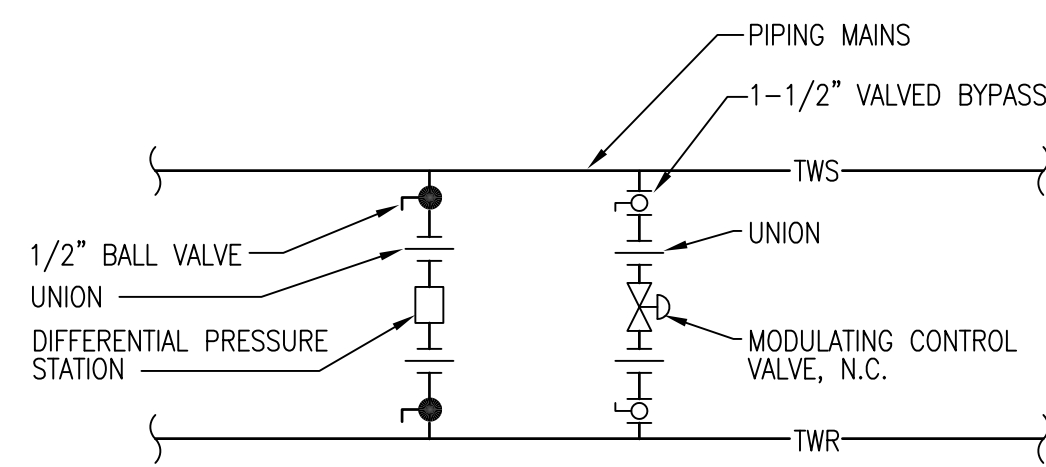 PIPING MAINS
1-1/2" VALVED BYPASS
TWS
1/2" BALL VALVE
UNION
UNION
DIFFERENTIAL PRESSURE
STATION
MODULATING CONTROL
VALVE, N.C.
TWR